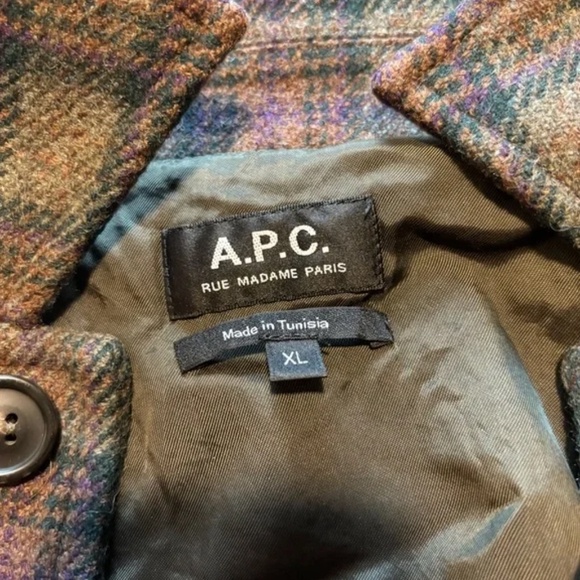 A.P.C.
RUE MADAME PARIS
Made in Tunisia
XL